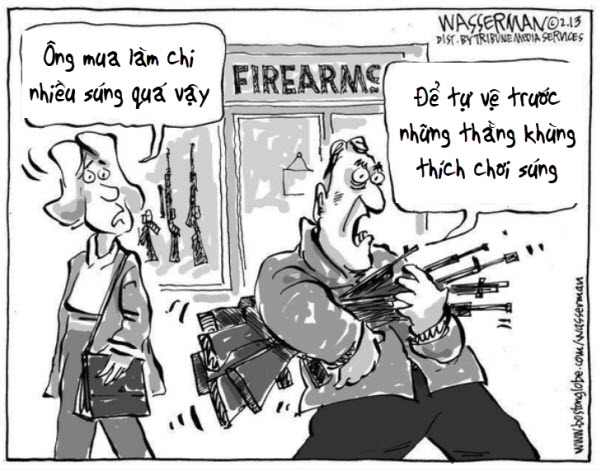 WASSERMAN ©2.13
DIST. BY TRIBUNE MEDIA SERVICES
Ông mua làm chi
nhiều súng quá vậy
FIREARMS
Để tự vệ trước
những thằng khùng
thích chơi súng
www.bostonglobe.com/wasserman